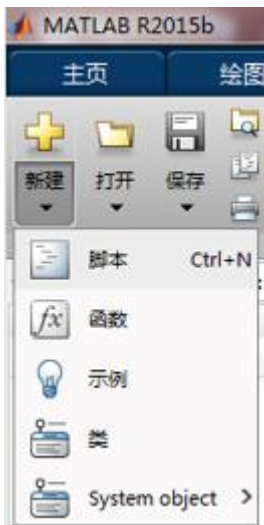 MATLAB R2015b
主页 绘图
新建 打开 保存
脚本 Ctrl+N
fx 函数
示例
类
System object >